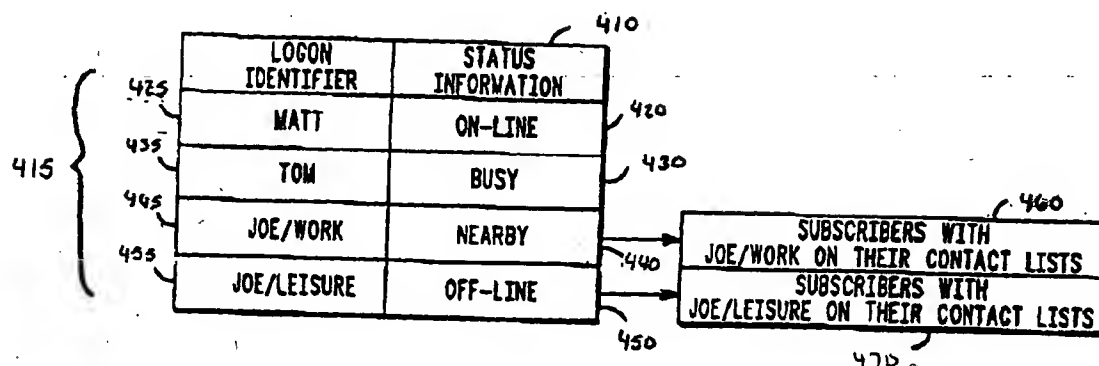 410
LOGON IDENTIFIER
STATUS INFORMATION
425
MATT
ON-LINE
420
415
435
TOM
BUSY
430
JOE/WORK
NEARBY
440
460
SUBSCRIBERS WITH
JOE/WORK ON THEIR CONTACT LISTS
455
JOE/LEISURE
OFF-LINE
450
SUBSCRIBERS WITH
JOE/LEISURE ON THEIR CONTACT LISTS